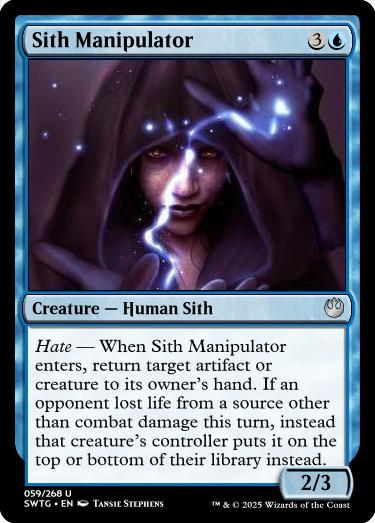 Sith Manipulator 3
Creature — Human Sith
Hate — When Sith Manipulator
enters, return target artifact or
creature to its owner's hand. If an
opponent lost life from a source other
than combat damage this turn, instead
that creature's controller puts it on the
top or bottom of their library instead.
2/3
059/268 U
SWTG • EN Tansie Stephens ™ & © 2025 Wizards of the Coast